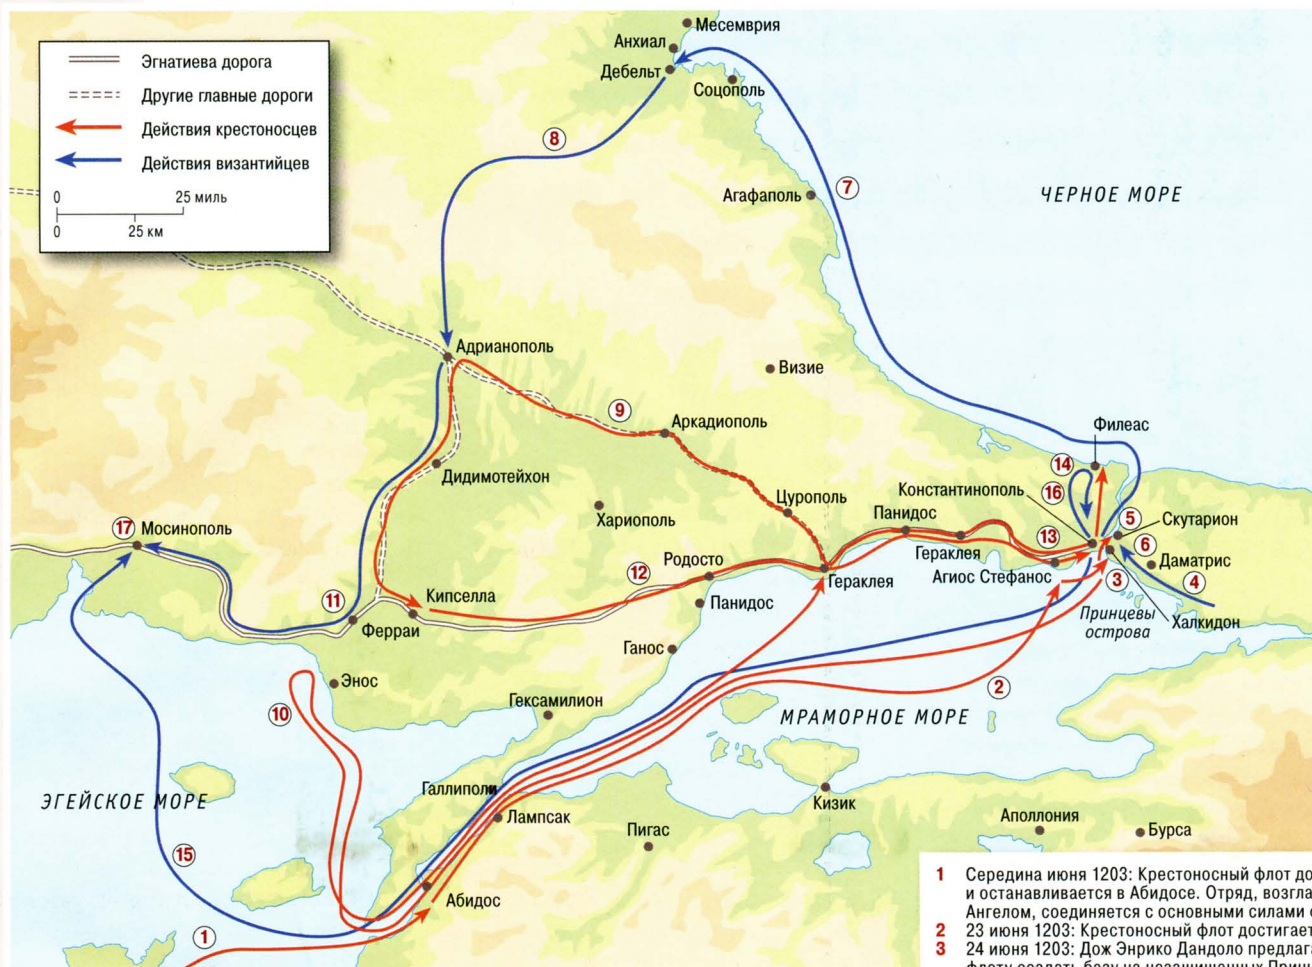 Эгнатиева дорога
Другие главные дороги
Действия крестоносцев
Действия византийцев
0 25 миль
0 25 км
Месемврия
Анхиал
Дебельт
Соцополь
8
7
Агафаполь
ЧЕРНОЕ МОРЕ
Адрианополь
Визие
9
Аркадиополь
Филеас
14
Дидимотейхон
Константинополь
16
Цурополь
Хариополь
Панидос
5
Скутарион
17
Мосинополь
13
6
Гераклея
Родосто
12
Агиос Стефанос
Даматрис
Гераклея
3
4
Кипселла
11
Панидос
Принцевы
острова
Халкидон
Ферраи
Ганос
Энос
2
10
Гексамилион
МРАМОРНОЕ МОРЕ
Галлиполи
ЭГЕЙСКОЕ МОРЕ
Кизик
Лампсак
Аполлония
Пигас
Бурса
15
Абидос
1
1 Середина июня 1203: Крестоносный флот до
и останавливается в Абидосе. Отряд, возгла
Ангелом, соединяется с основными силами
2 23 июня 1203: Крестоносный флот достигает
3 24 июня 1203: Дож Энрико Дандоло предлаг